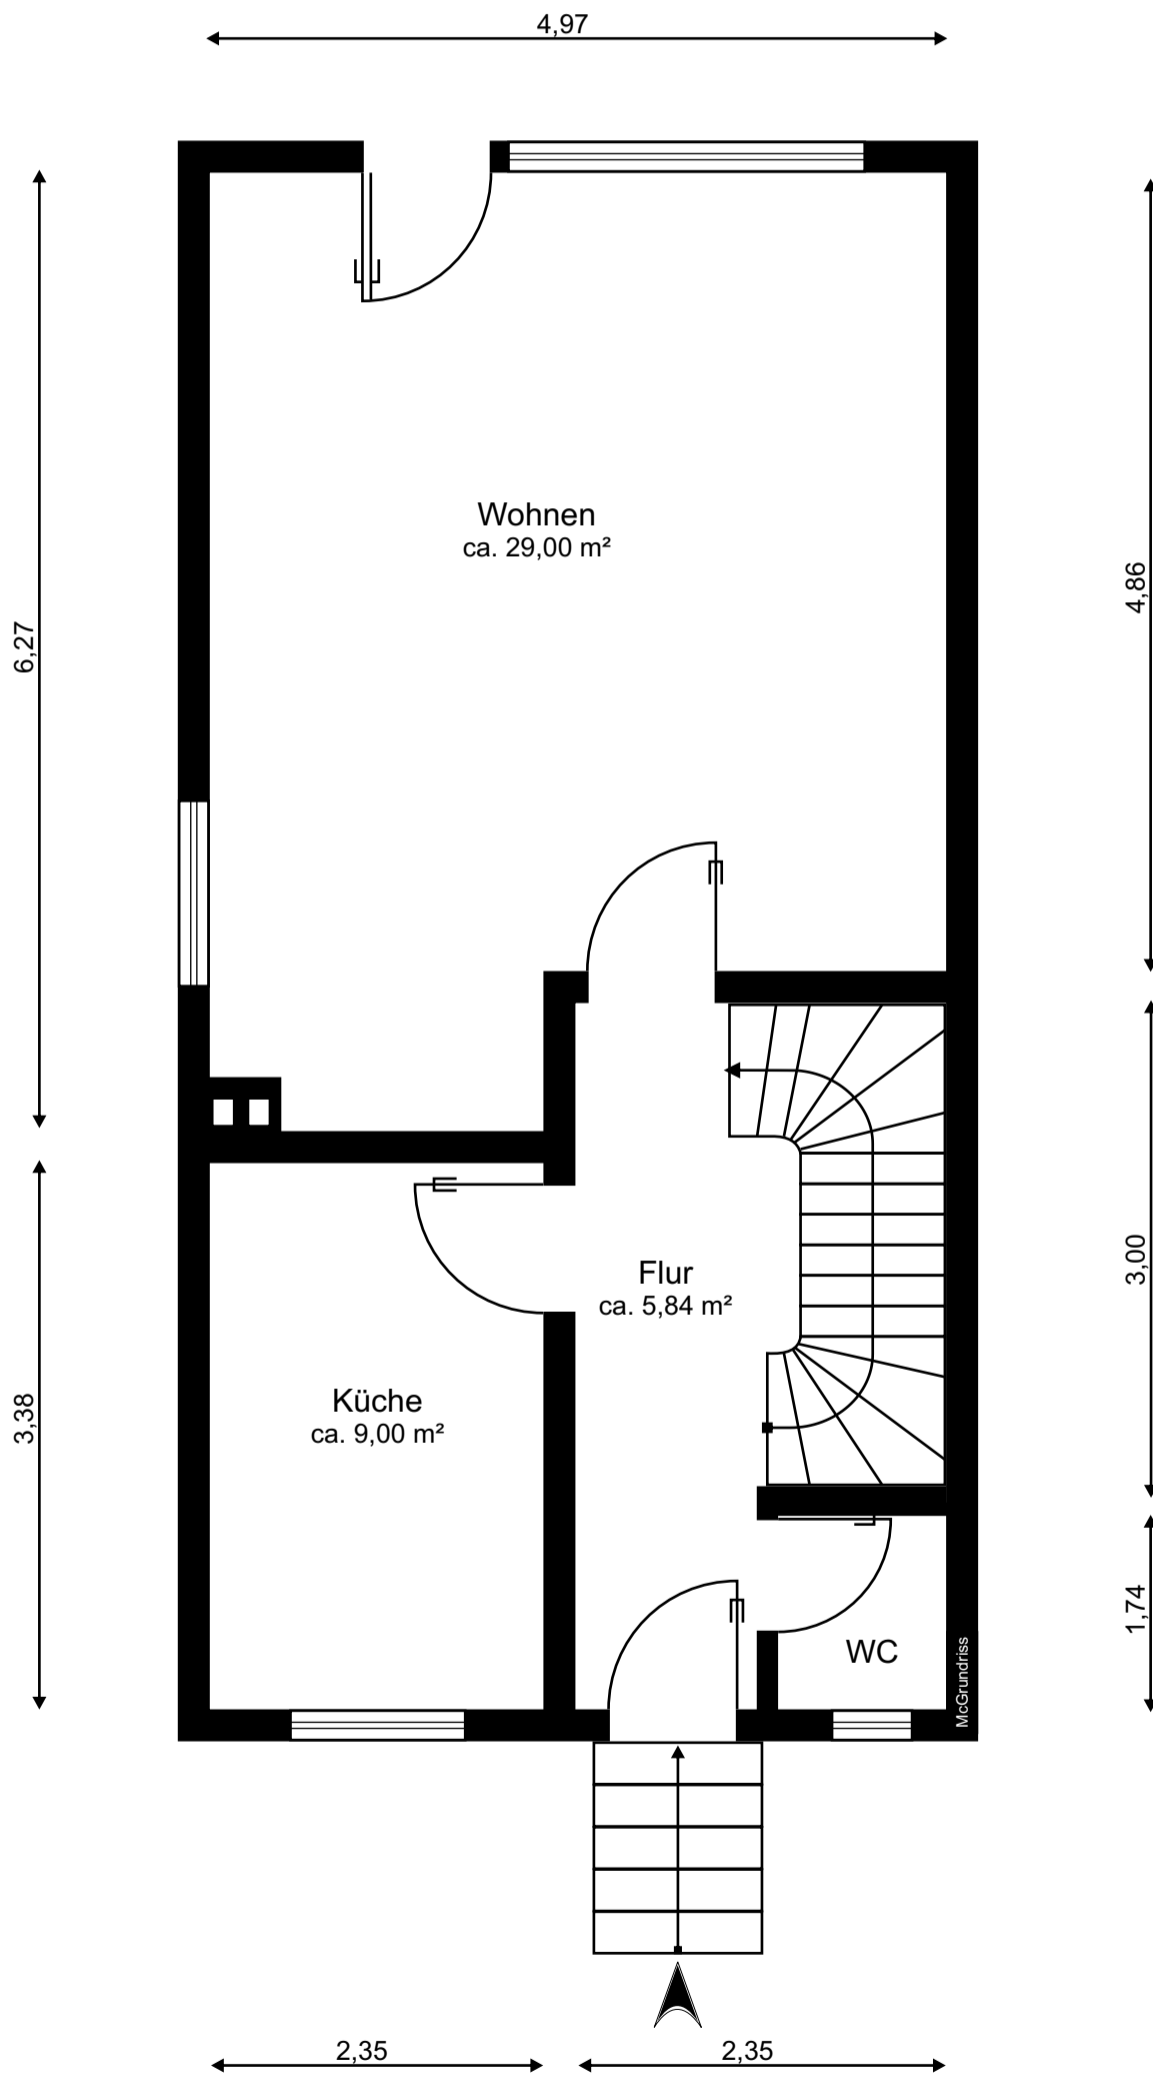 4,97
6,27
Wohnen
ca. 29,00 m²
4,86
Flur
ca. 5,84 m²
3,00
Küche
ca. 9,00 m²
3,38
1,74
WC
McGrundriss
2,35
2,35